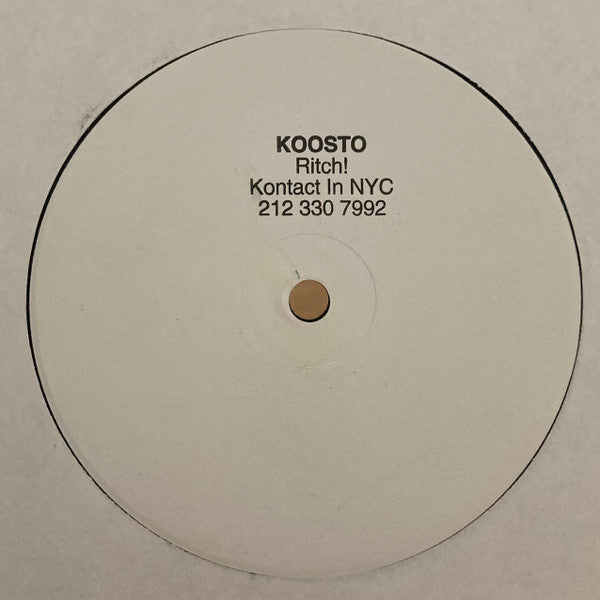 KOOSTO
Ritch!
Kontact In NYC
212 330 7992